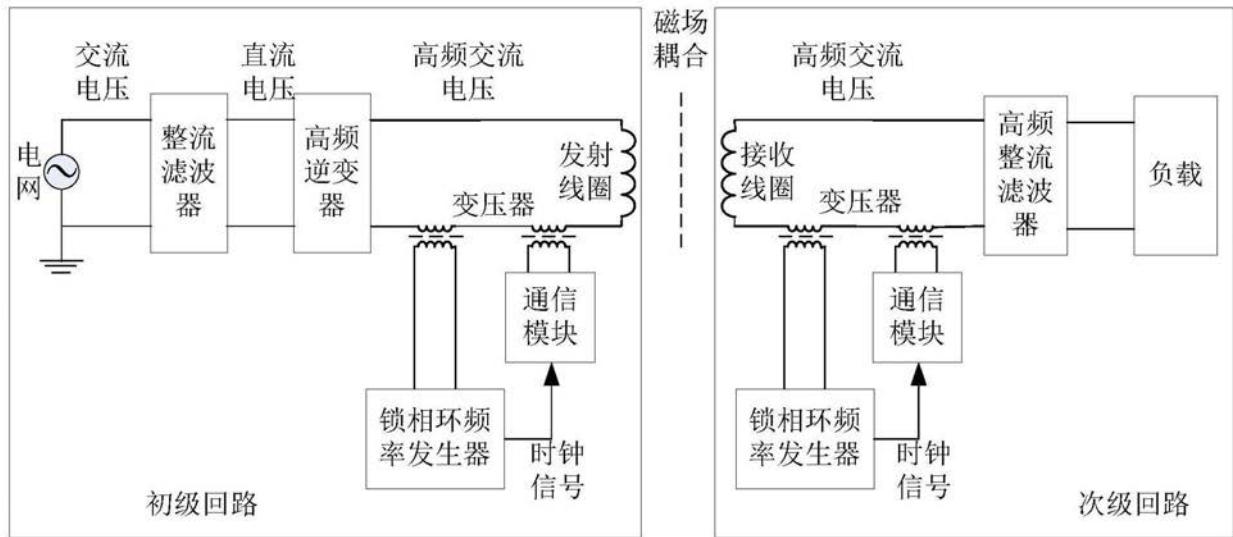 交流
电压
直流
电压
高频交流
电压
磁场
耦合
高频交流
电压
电
网
整流
滤波
器
高频
逆变
器
发射
线圈
接收
线圈
高频
整流
滤波
器
负载
变压器
变压器
通信
模块
通信
模块
锁相环频
率发生器
时钟
信号
锁相环频
率发生器
时钟
信号
初级回路
次级回路